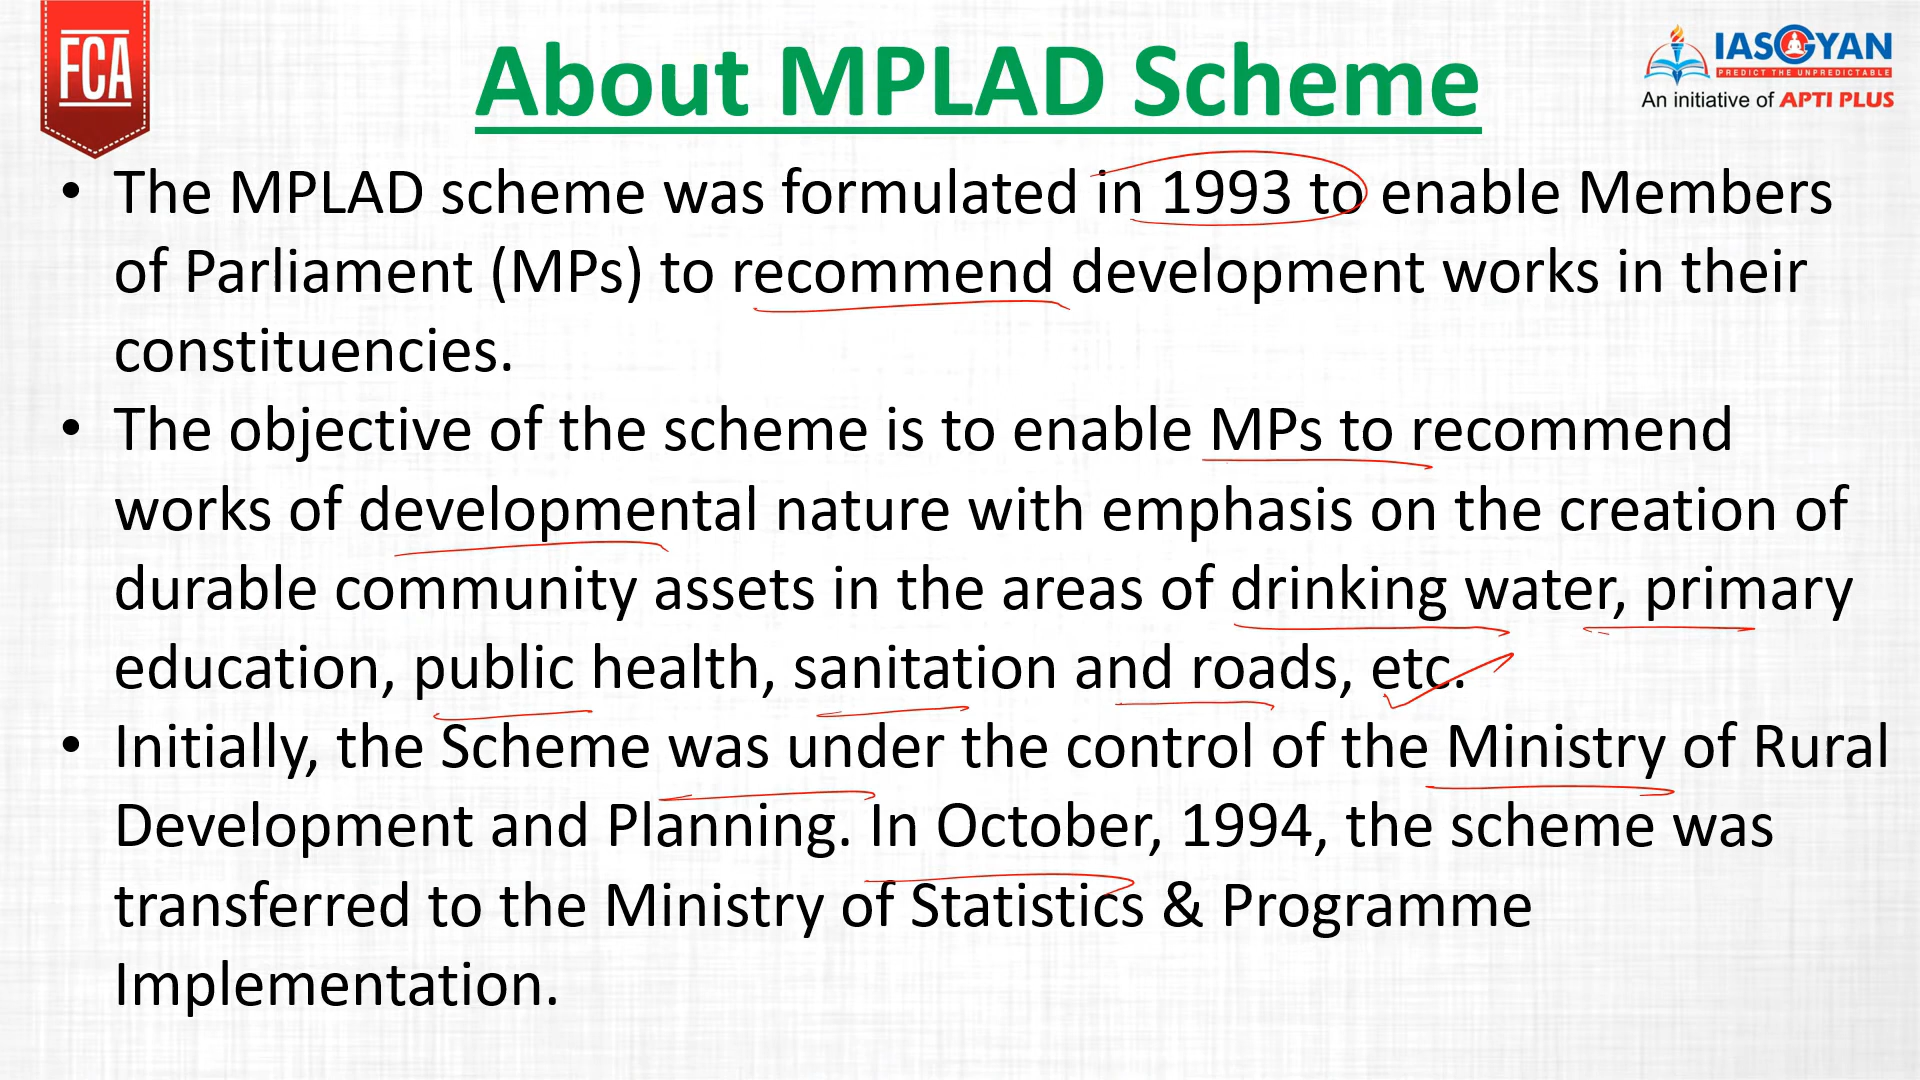 FCA
About MPLAD Scheme
IASGYAN
PREDICT THE UNPREDICTABLE
An initiative of APTI PLUS
• The MPLAD scheme was formulated in 1993 to enable Members
of Parliament (MPs) to recommend development works in their
constituencies.
• The objective of the scheme is to enable MPs to recommend
works of developmental nature with emphasis on the creation of
durable community assets in the areas of drinking water, primary
education, public health, sanitation and roads, etc.
• Initially, the Scheme was under the control of the Ministry of Rural
Development and Planning. In October, 1994, the scheme was
transferred to the Ministry of Statistics & Programme
Implementation.